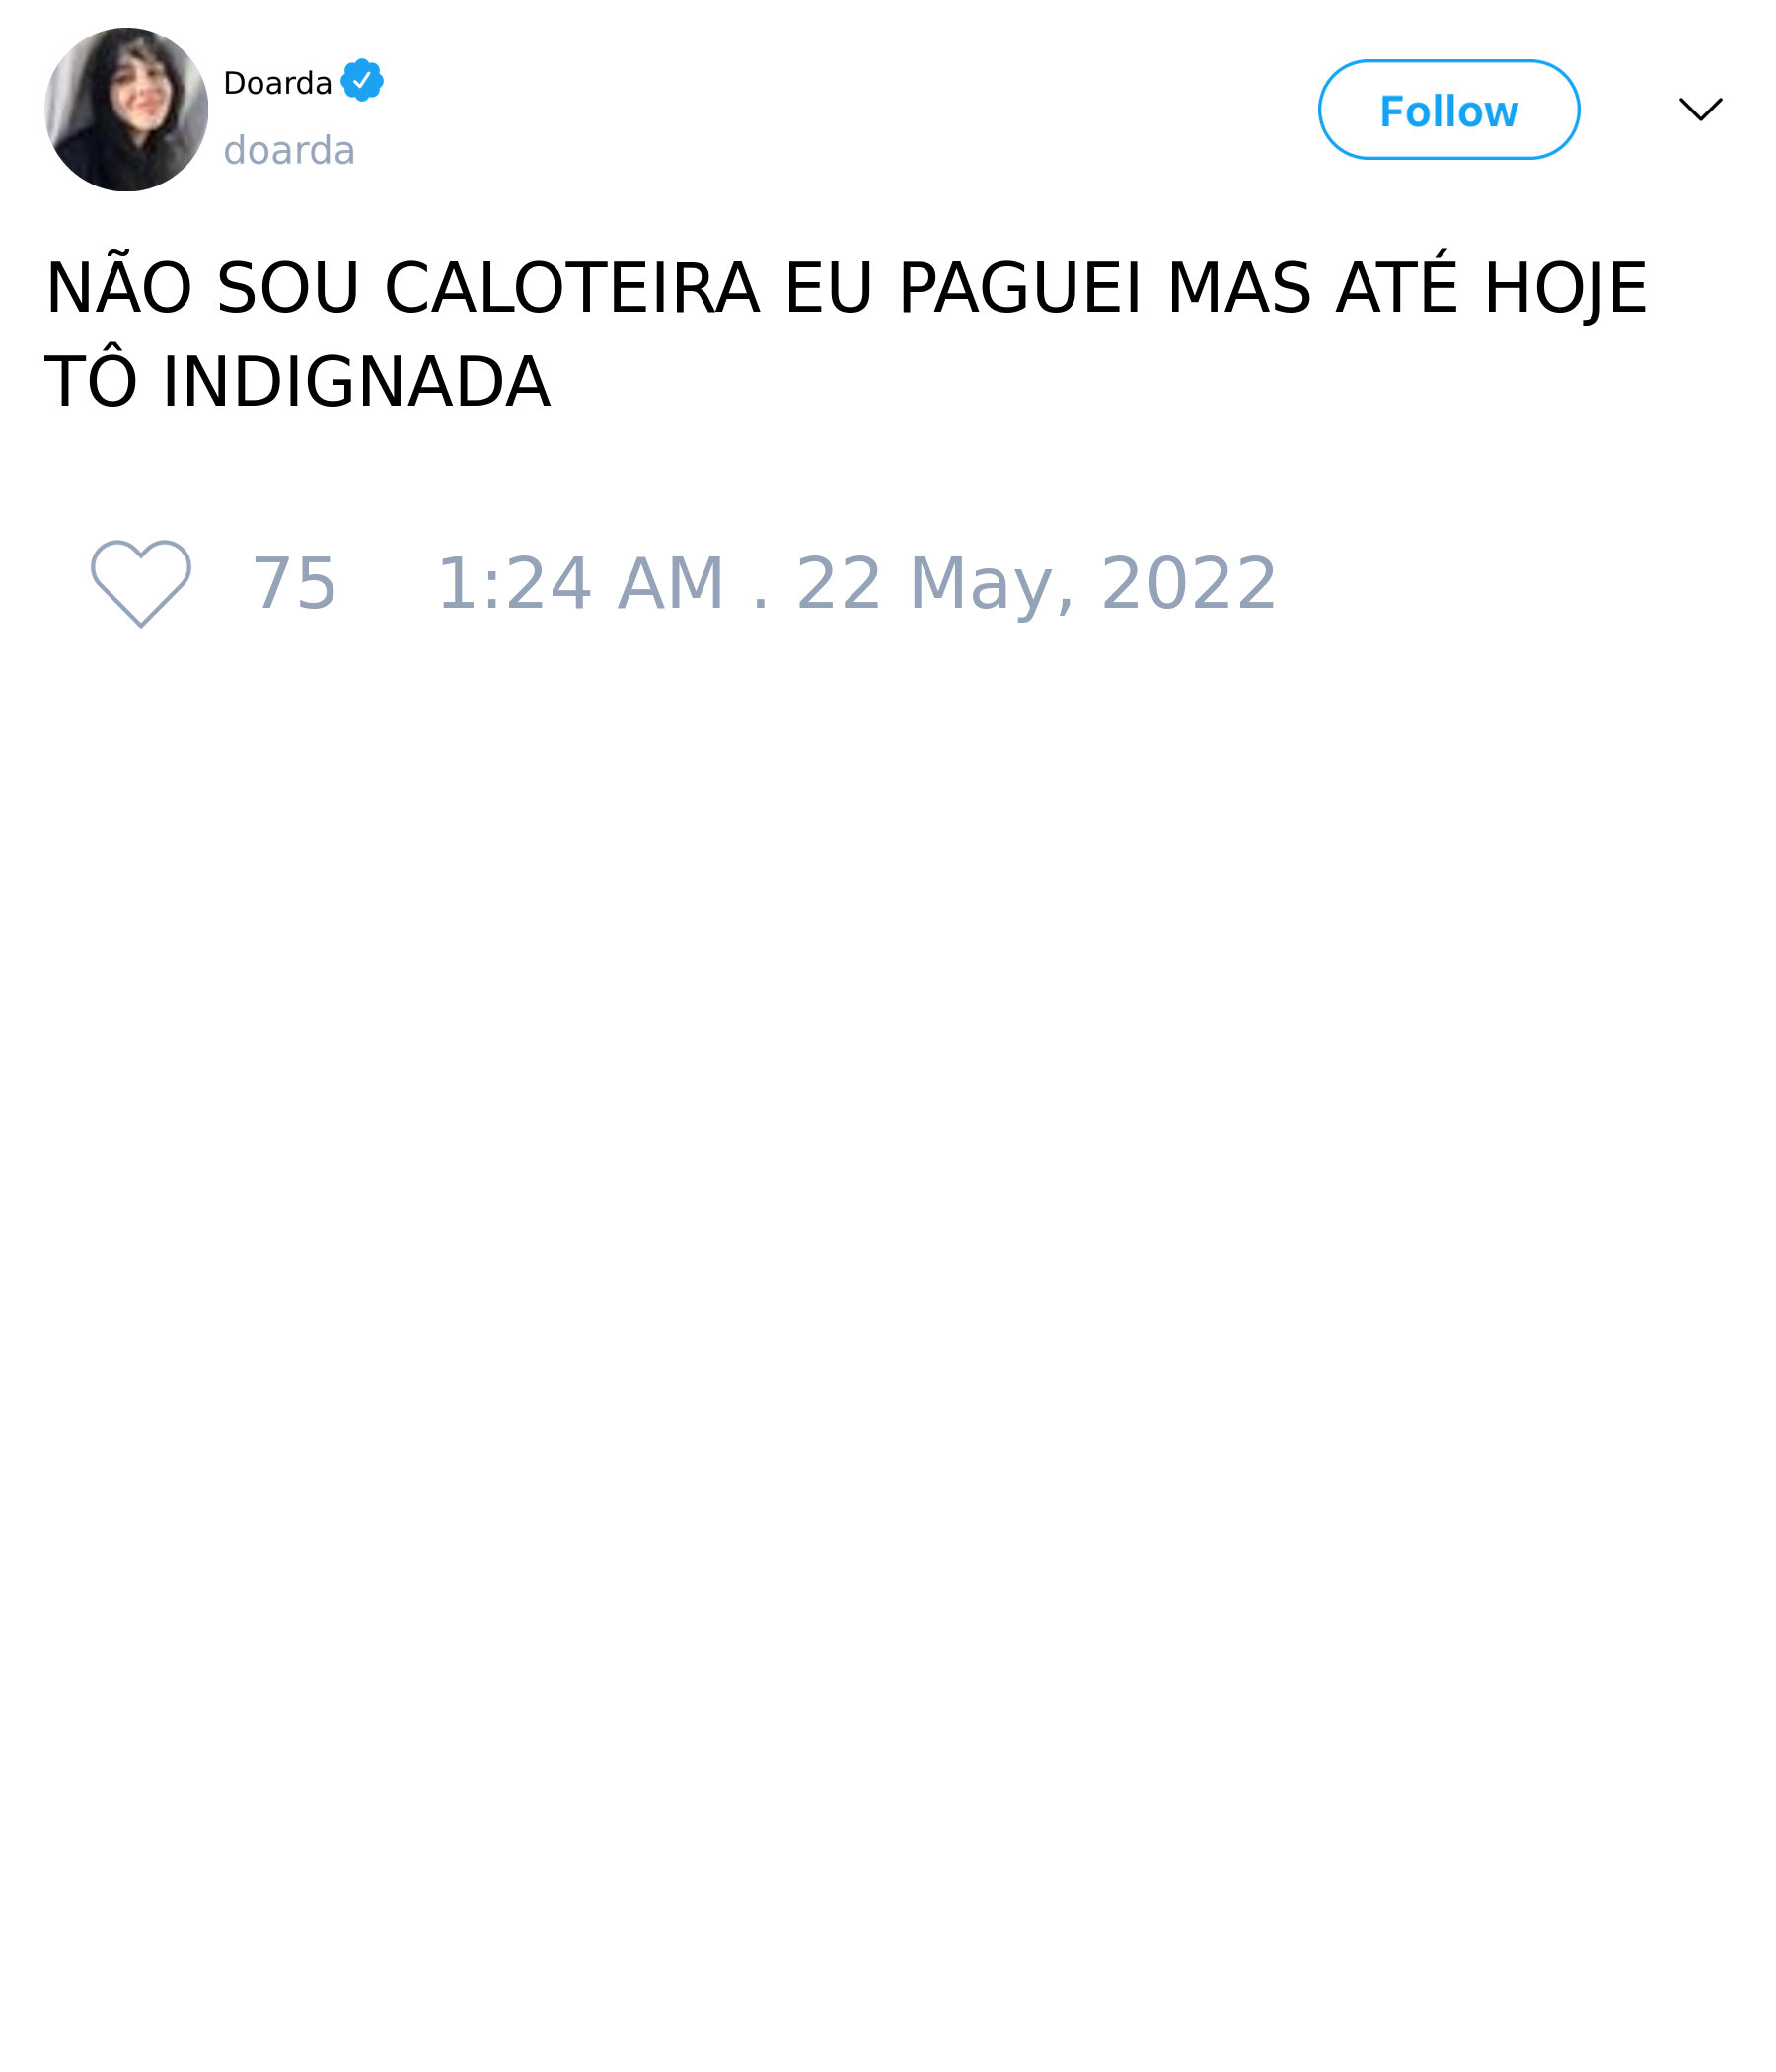 Doarda
doarda
Follow
NÃO SOU CALOTEIRA EU PAGUEI MAS ATÉ HOJE
TÔ INDIGNADA
75 1:24 AM . 22 May, 2022